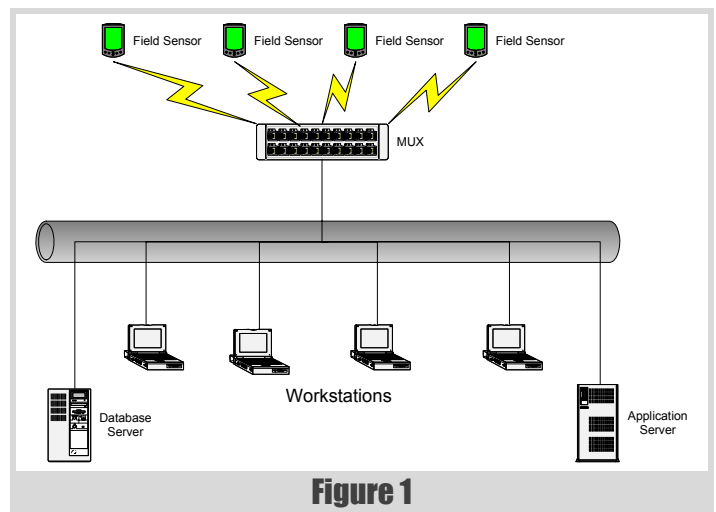 Field Sensor
Field Sensor
Field Sensor
Field Sensor
MUX
Workstations
Database
Server
Application
Server
Figure 1